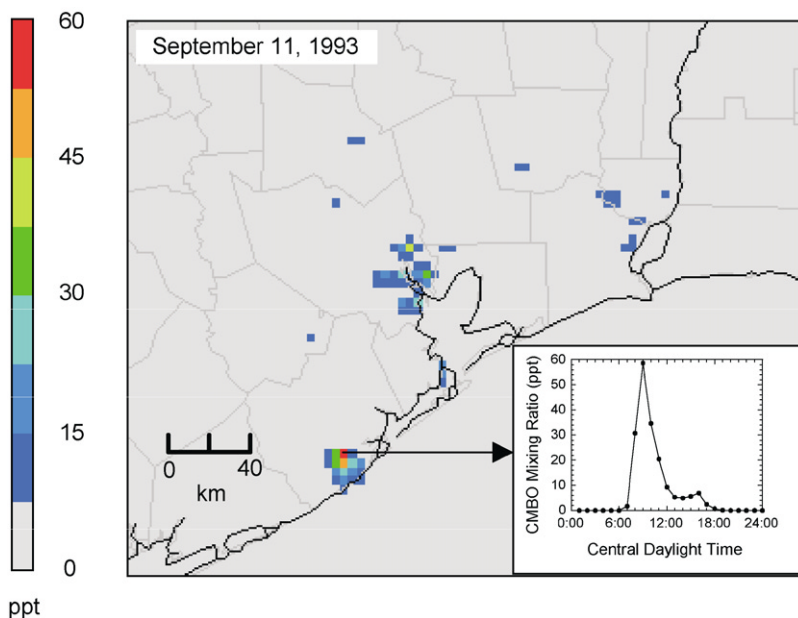 60
45
30
15
0
ppt
September 11, 1993
0 40
km
CMBO Mixing Ratio (ppt)
60
50
40
30
20
10
0
0:00 6:00 12:00 18:00 24:00
Central Daylight Time